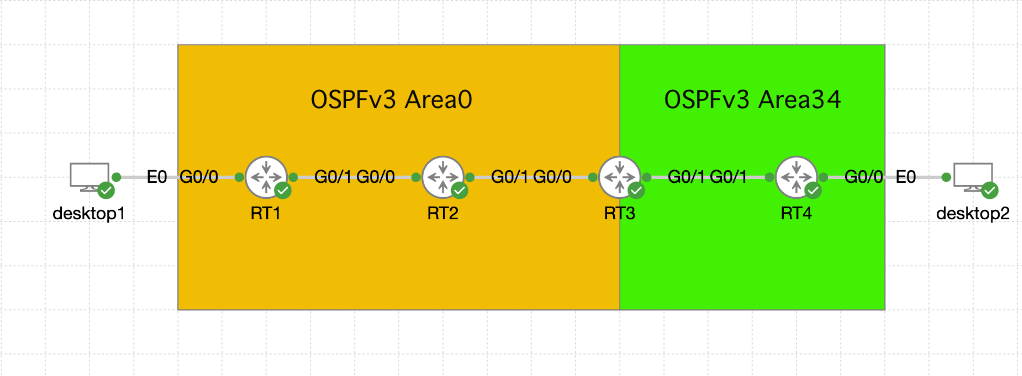 OSPFv3 Area0
OSPFv3 Area34
E0 G0/0 G0/1 G0/0 G0/1 G0/0 G0/1 G0/1 G0/0 E0
desktop1 RT1 RT2 RT3 RT4 desktop2